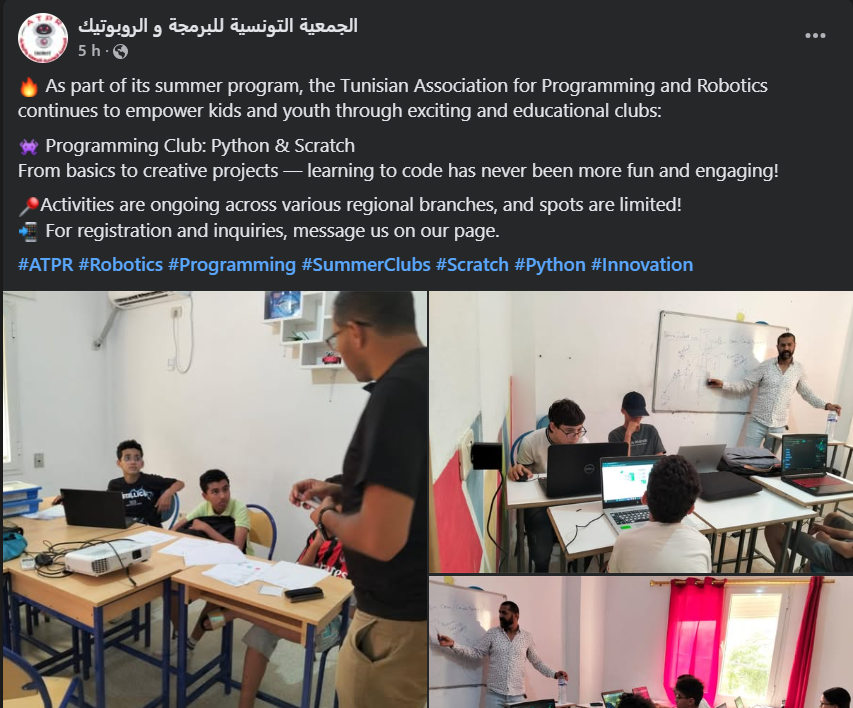 الجمعية التونسية للبرمجة و الروبوتيك
5 h ·
🔥 As part of its summer program, the Tunisian Association for Programming and Robotics
continues to empower kids and youth through exciting and educational clubs:
👾 Programming Club: Python & Scratch
From basics to creative projects — learning to code has never been more fun and engaging!
📍Activities are ongoing across various regional branches, and spots are limited!
📲 For registration and inquiries, message us on our page.
#ATPR #Robotics #Programming #SummerClubs #Scratch #Python #Innovation
ATPR
DELL